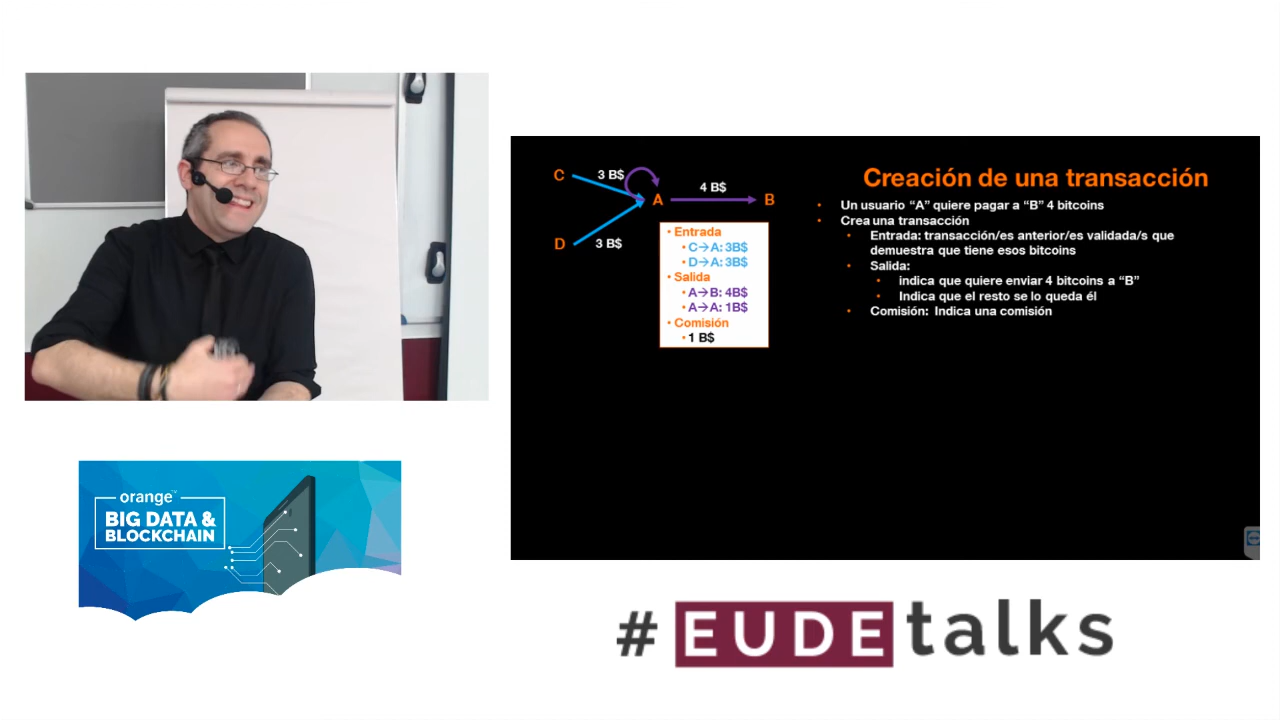 C
3 B$
A
4 B$
B
D
3 B$
• Entrada
• C→A: 3B$
• D→A: 3B$
• Salida
• A→B: 4B$
• A→A: 1B$
• Comisión
• 1 B$
Creación de una transacción
• Un usuario “A” quiere pagar a “B” 4 bitcoins
• Crea una transacción
• Entrada: transacción/es anterior/es validada/s que
demuestra que tiene esos bitcoins
• Salida:
• indica que quiere enviar 4 bitcoins a “B”
• Indica que el resto se lo queda él
• Comisión: Indica una comisión
orange™
BIG DATA &
BLOCKCHAIN
# EUDE talks